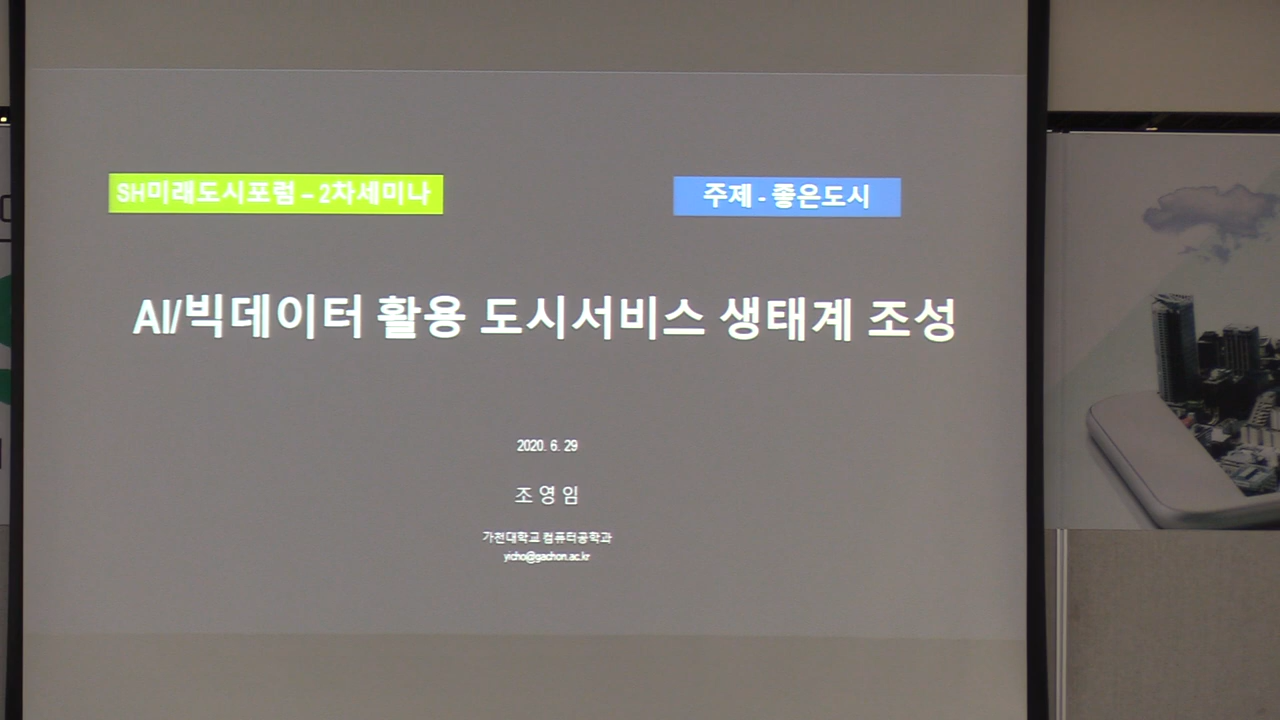 SH미래도시포럼 – 2차세미나
주제 - 좋은도시
AI/빅데이터 활용 도시서비스 생태계 조성
2020. 6. 29
조 영 임
가천대학교 컴퓨터공학과
yicho@gachon.ac.kr